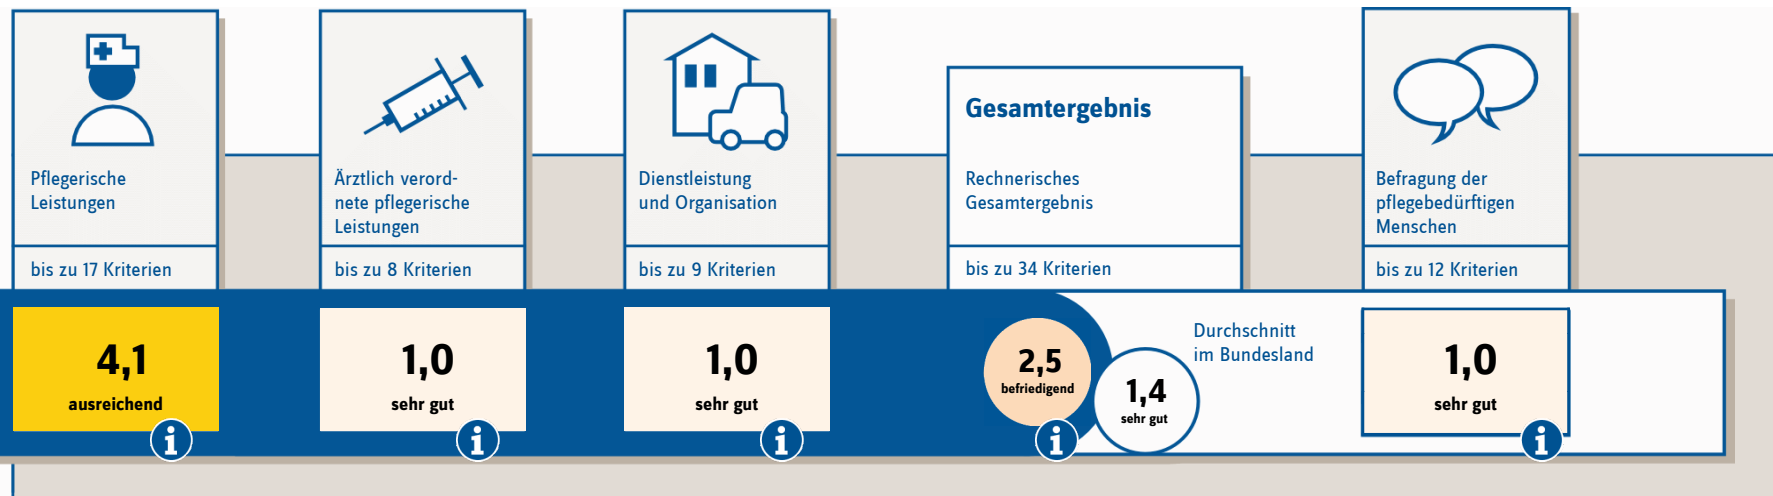 Pflegerische
Leistungen
bis zu 17 Kriterien
4,1
ausreichend
i
Ärztlich verord-
nete pflegerische
Leistungen
bis zu 8 Kriterien
1,0
sehr gut
i
Dienstleistung
und Organisation
bis zu 9 Kriterien
1,0
sehr gut
i
Gesamtergebnis
Rechnerisches
Gesamtergebnis
bis zu 34 Kriterien
2,5
befriedigend
i
Durchschnitt
im Bundesland
1,4
sehr gut
Befragung der
pflegebedürftigen
Menschen
bis zu 12 Kriterien
1,0
sehr gut
i